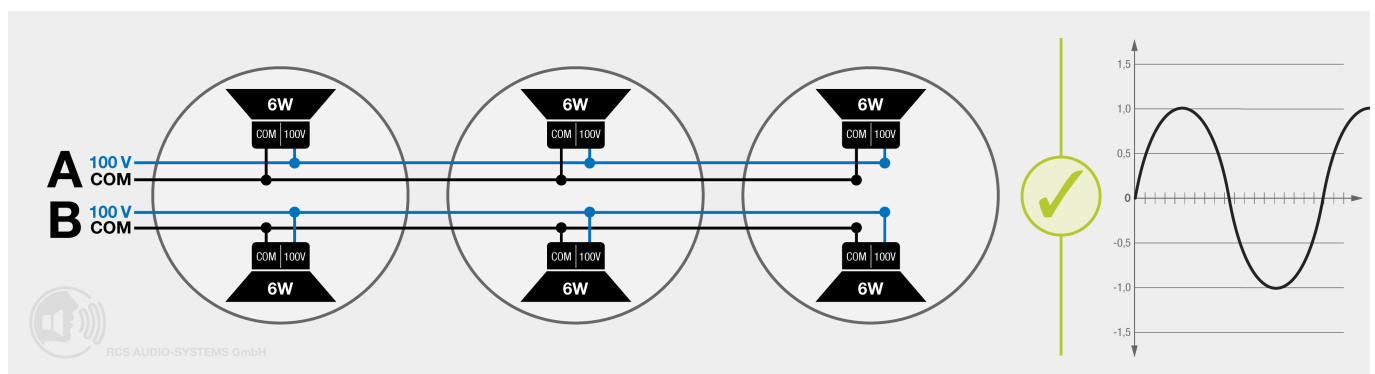 6W 6W 6W
COM 100V COM 100V COM 100V
A 100 V
COM
B 100 V
COM
COM 100V COM 100V COM 100V
6W 6W 6W
RCS AUDIO-SYSTEMS GmbH
1,5
1,0
0,5
0
-0,5
-1,0
-1,5